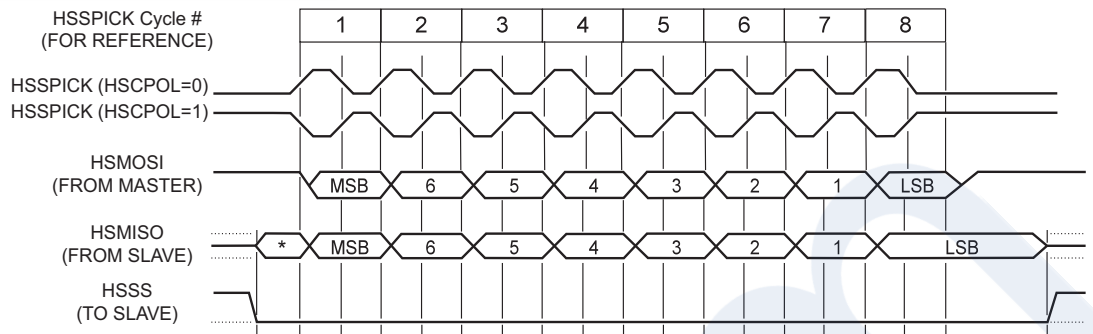 HSSPICK Cycle #
(FOR REFERENCE)
1 2 3 4 5 6 7 8
HSSPICK (HSCPOL=0)
HSSPICK (HSCPOL=1)
HSMOSI
(FROM MASTER)
MSB 6 5 4 3 2 1 LSB
HSMISO
(FROM SLAVE)
* MSB 6 5 4 3 2 1 LSB
HSSS
(TO SLAVE)